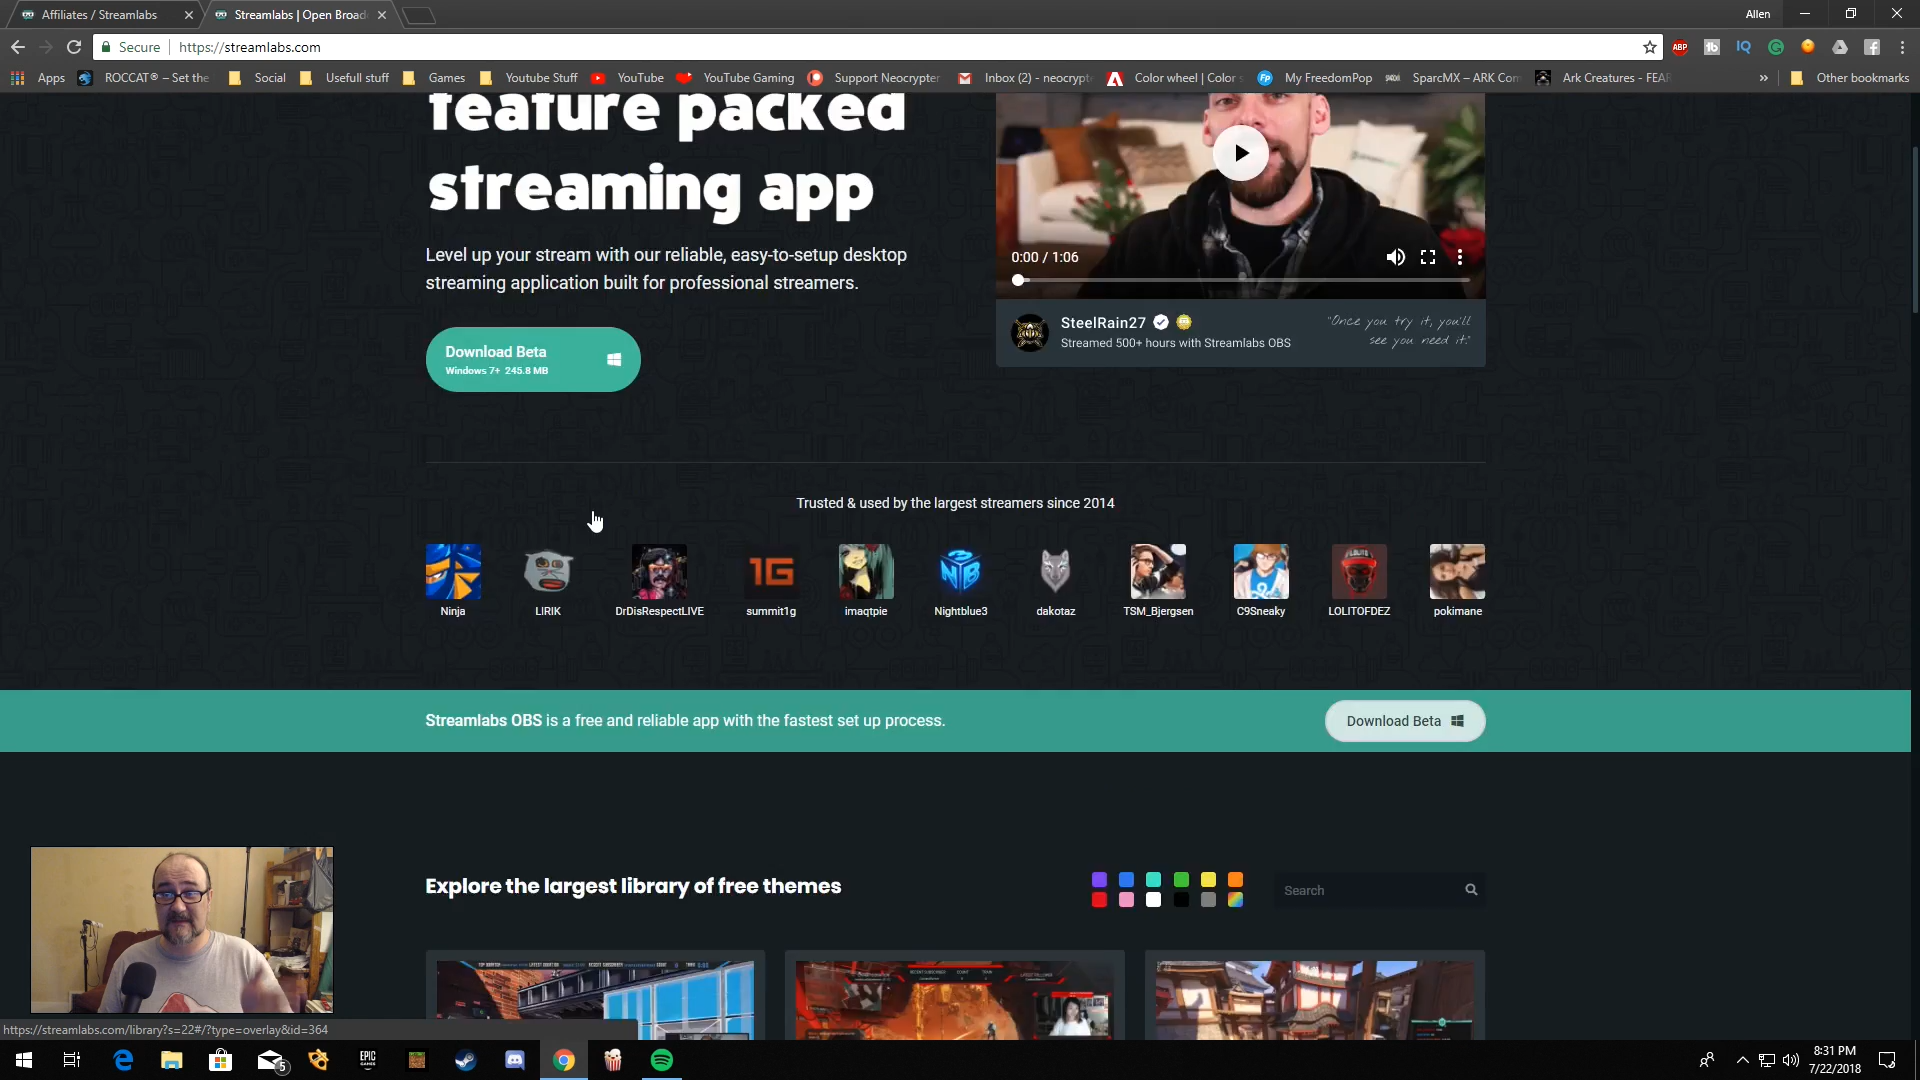 Affiliates / Streamlabs
Streamlabs | Open Broad
Allen
Secure
https://streamlabs.com
Apps
ROCCAT® – Set the
Social
Usefull stuff
Games
Youtube Stuff
YouTube
YouTube Gaming
Support Neocrypter
Inbox (2) - neocrypt
Color wheel | Color
My FreedomPop
SparcMX – ARK Com
Ark Creatures - FEAR
»
Other bookmarks
feature packed
streaming app
Level up your stream with our reliable, easy-to-setup desktop
streaming application built for professional streamers.
Download Beta
Windows 7+ 245.8 MB
0:00 / 1:06
SteelRain27
Streamed 500+ hours with Streamlabs OBS
"Once you try it, you'll
see you need it."
Trusted & used by the largest streamers since 2014
1G
3
NB
LOLITO
Ninja
LIRIK
DrDisRespectLIVE
summit1g
imaqtpie
Nightblue3
dakotaz
TSM_Bjergsen
C9Sneaky
LOLITOFDEZ
pokimane
Streamlabs OBS is a free and reliable app with the fastest set up process.
Download Beta
Explore the largest library of free themes
Search
https://streamlabs.com/library?s=22#/?type=overlay&id=364
5
EPIC
GAMES
8:31 PM
7/22/2018